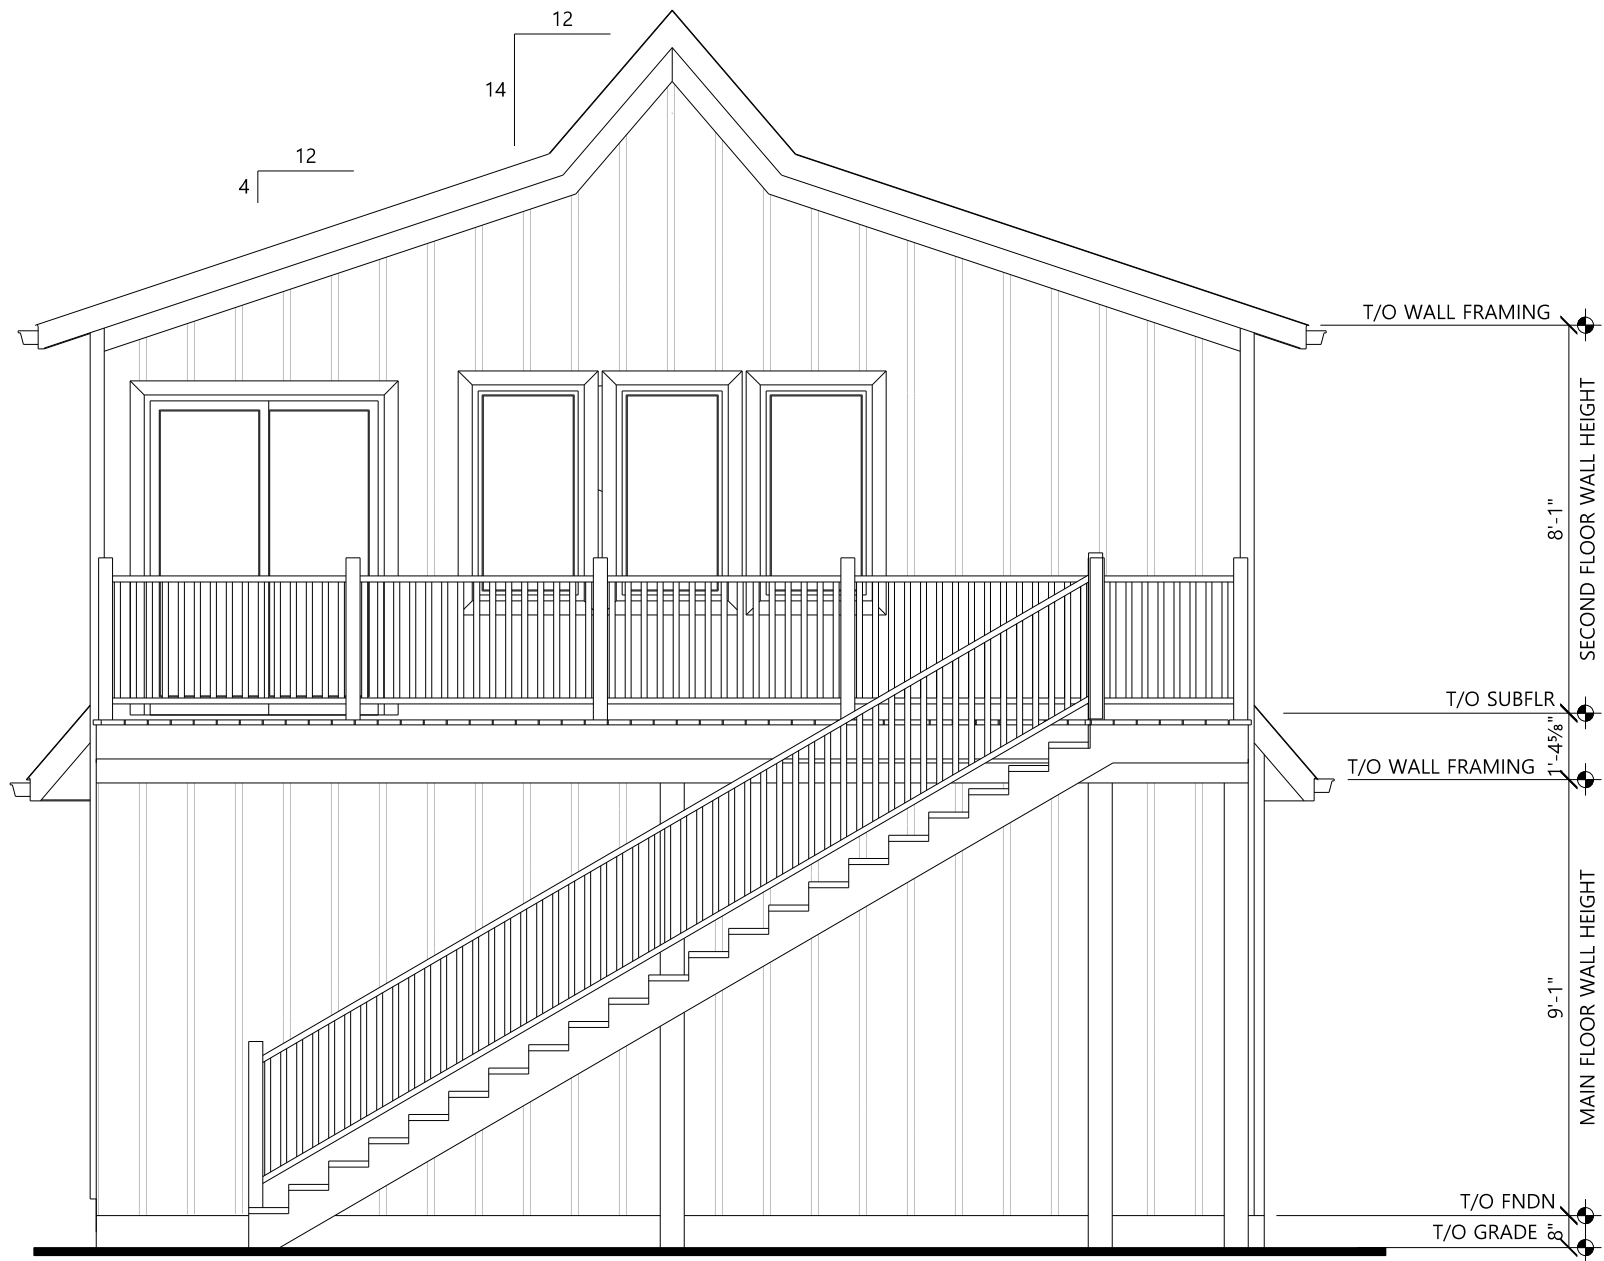 12
14
12
4
T/O WALL FRAMING
SECOND FLOOR WALL HEIGHT
8'-1"
T/O SUBFLR
1'-4⅝"
T/O WALL FRAMING
MAIN FLOOR WALL HEIGHT
9'-1"
T/O FNDN
T/O GRADE
8"